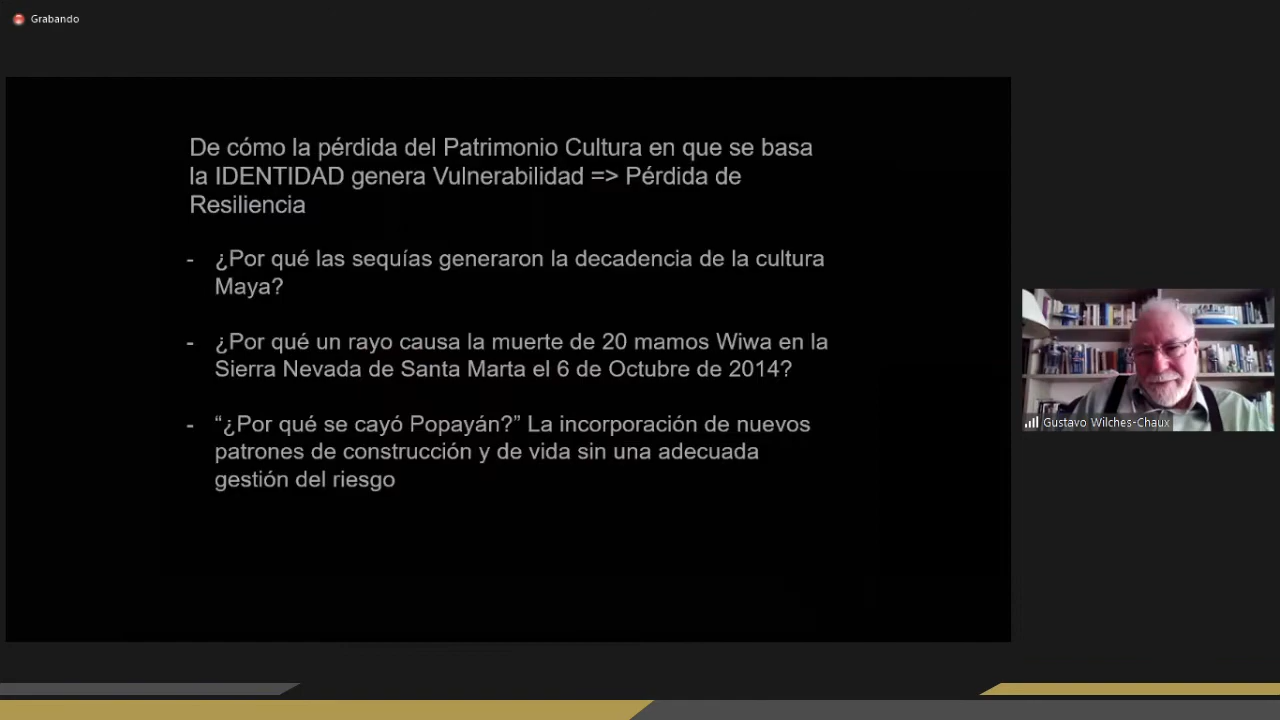 Grabando
De cómo la pérdida del Patrimonio Cultura en que se basa
la IDENTIDAD genera Vulnerabilidad => Pérdida de
Resiliencia
- ¿Por qué las sequías generaron la decadencia de la cultura
Maya?
- ¿Por qué un rayo causa la muerte de 20 mamos Wiwa en la
Sierra Nevada de Santa Marta el 6 de Octubre de 2014?
- “¿Por qué se cayó Popayán?” La incorporación de nuevos
patrones de construcción y de vida sin una adecuada
gestión del riesgo
Gustavo Wilches-Chaux